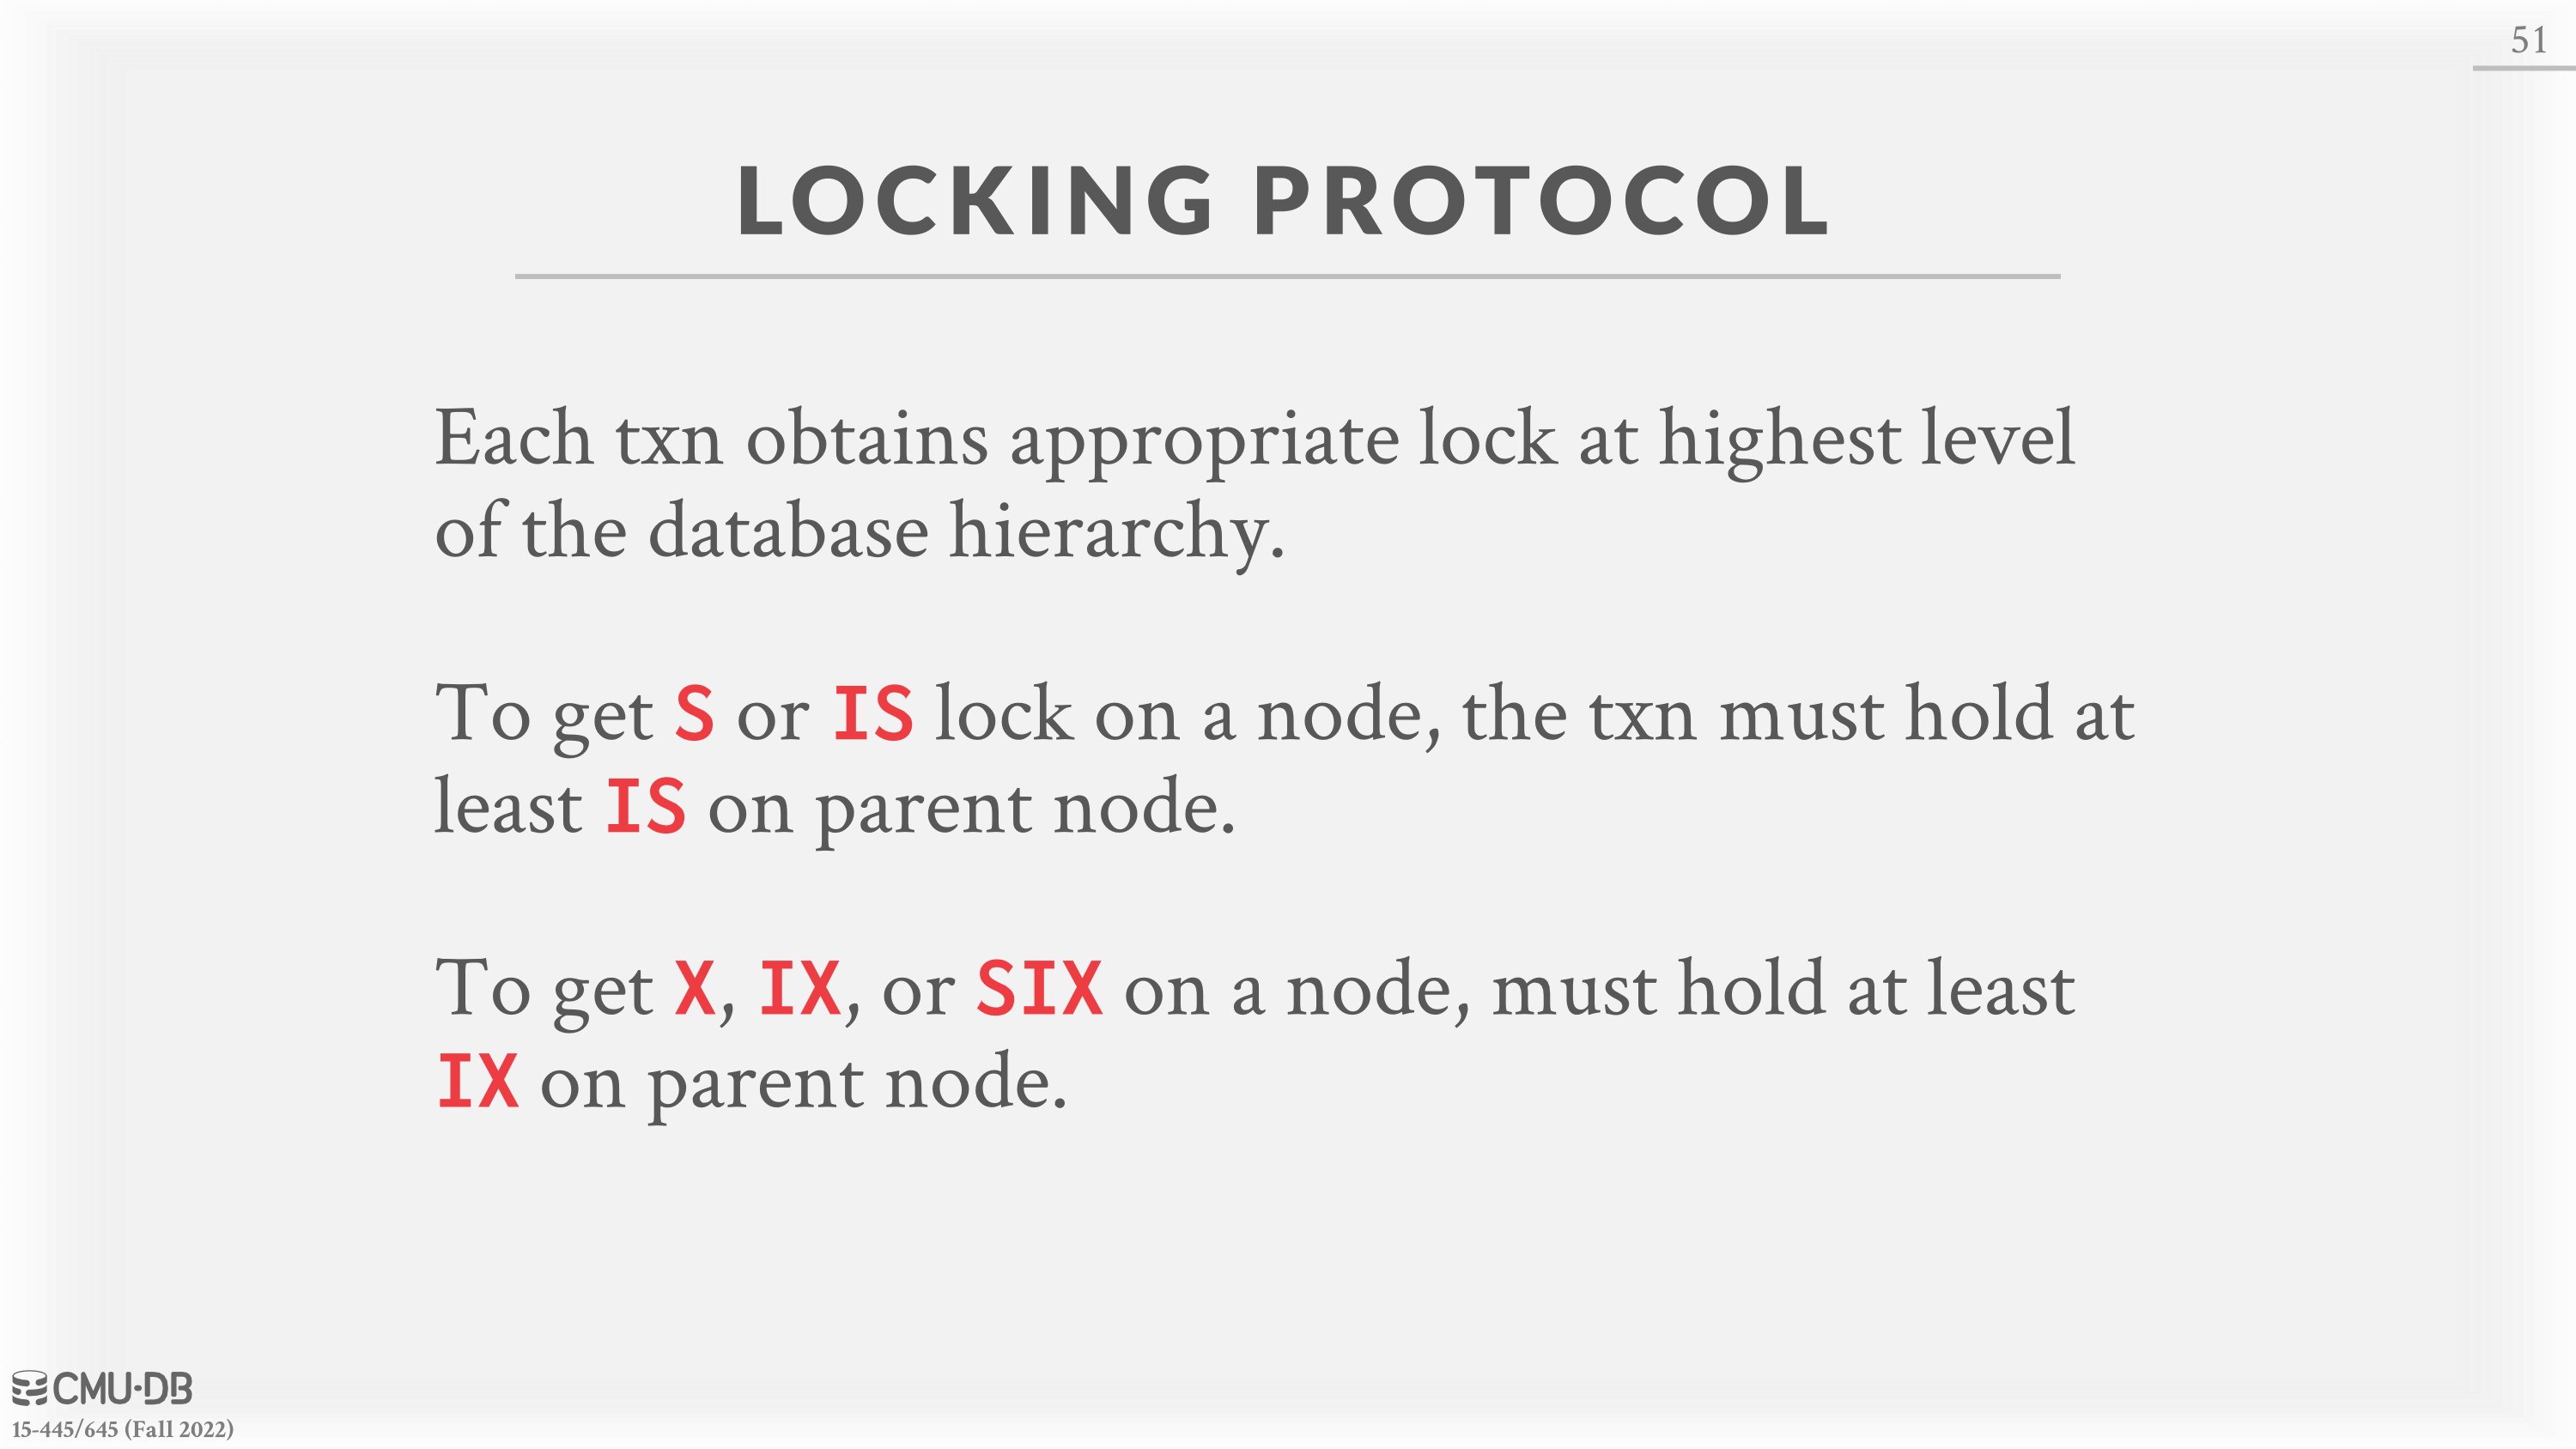 51
LOCKING PROTOCOL
Each txn obtains appropriate lock at highest level
of the database hierarchy.
To get S or IS lock on a node, the txn must hold at
least IS on parent node.
To get X, IX, or SIX on a node, must hold at least
IX on parent node.
CMU·DB
15-445/645 (Fall 2022)